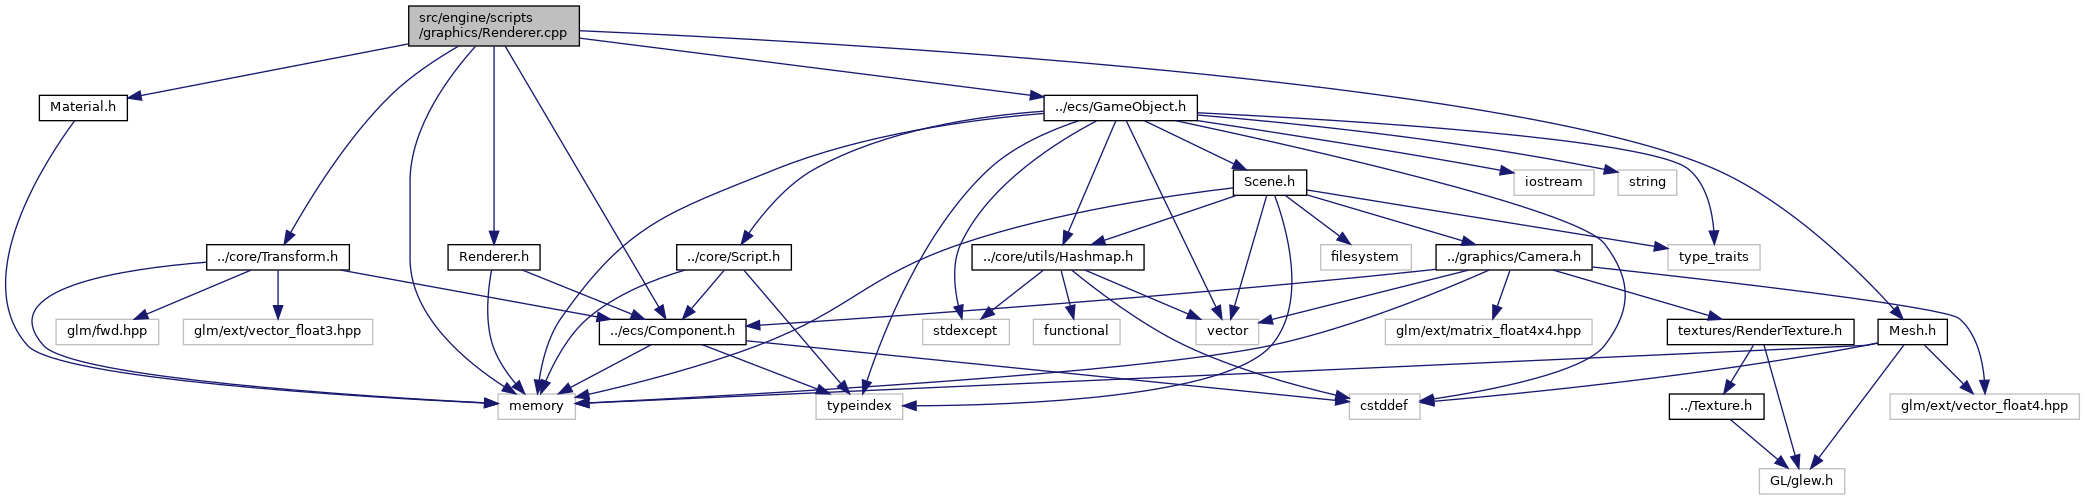 src/engine/scripts
/graphics/Renderer.cpp
Material.h
../ecs/GameObject.h
Scene.h
iostream
string
../core/Transform.h
Renderer.h
../core/Script.h
../core/utils/Hashmap.h
filesystem
../graphics/Camera.h
type_traits
glm/fwd.hpp
glm/ext/vector_float3.hpp
../ecs/Component.h
stdexcept
functional
vector
glm/ext/matrix_float4x4.hpp
textures/RenderTexture.h
Mesh.h
memory
typeindex
cstddef
../Texture.h
glm/ext/vector_float4.hpp
GL/glew.h